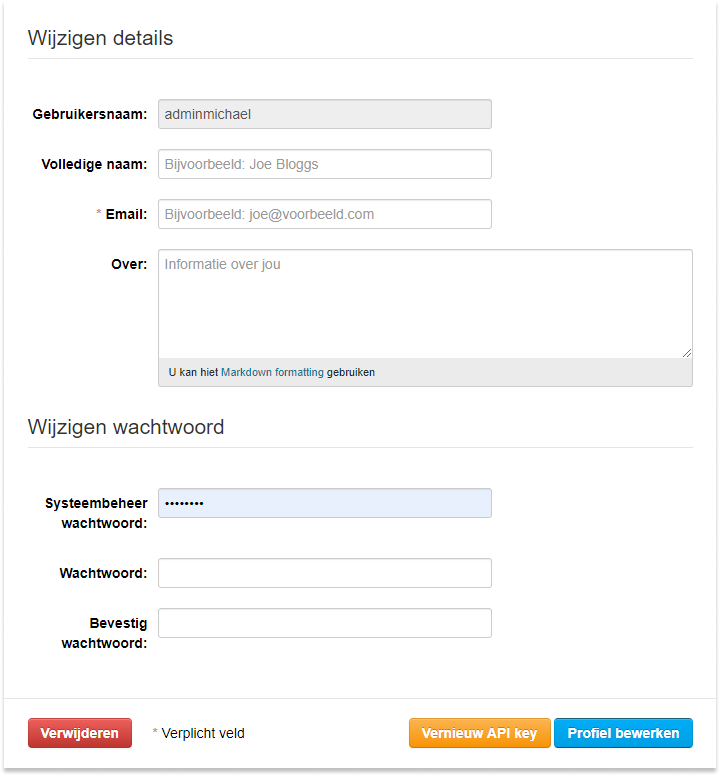 Wijzigen details
Gebruikersnaam: adminmichael
Volledige naam: Bijvoorbeeld: Joe Bloggs
* Email: Bijvoorbeeld: joe@voorbeeld.com
Over: Informatie over jou
U kan hiet Markdown formatting gebruiken
Wijzigen wachtwoord
Systeembeheer
wachtwoord: ••••••••
Wachtwoord:
Bevestig
wachtwoord:
Verwijderen * Verplicht veld Vernieuw API key Profiel bewerken